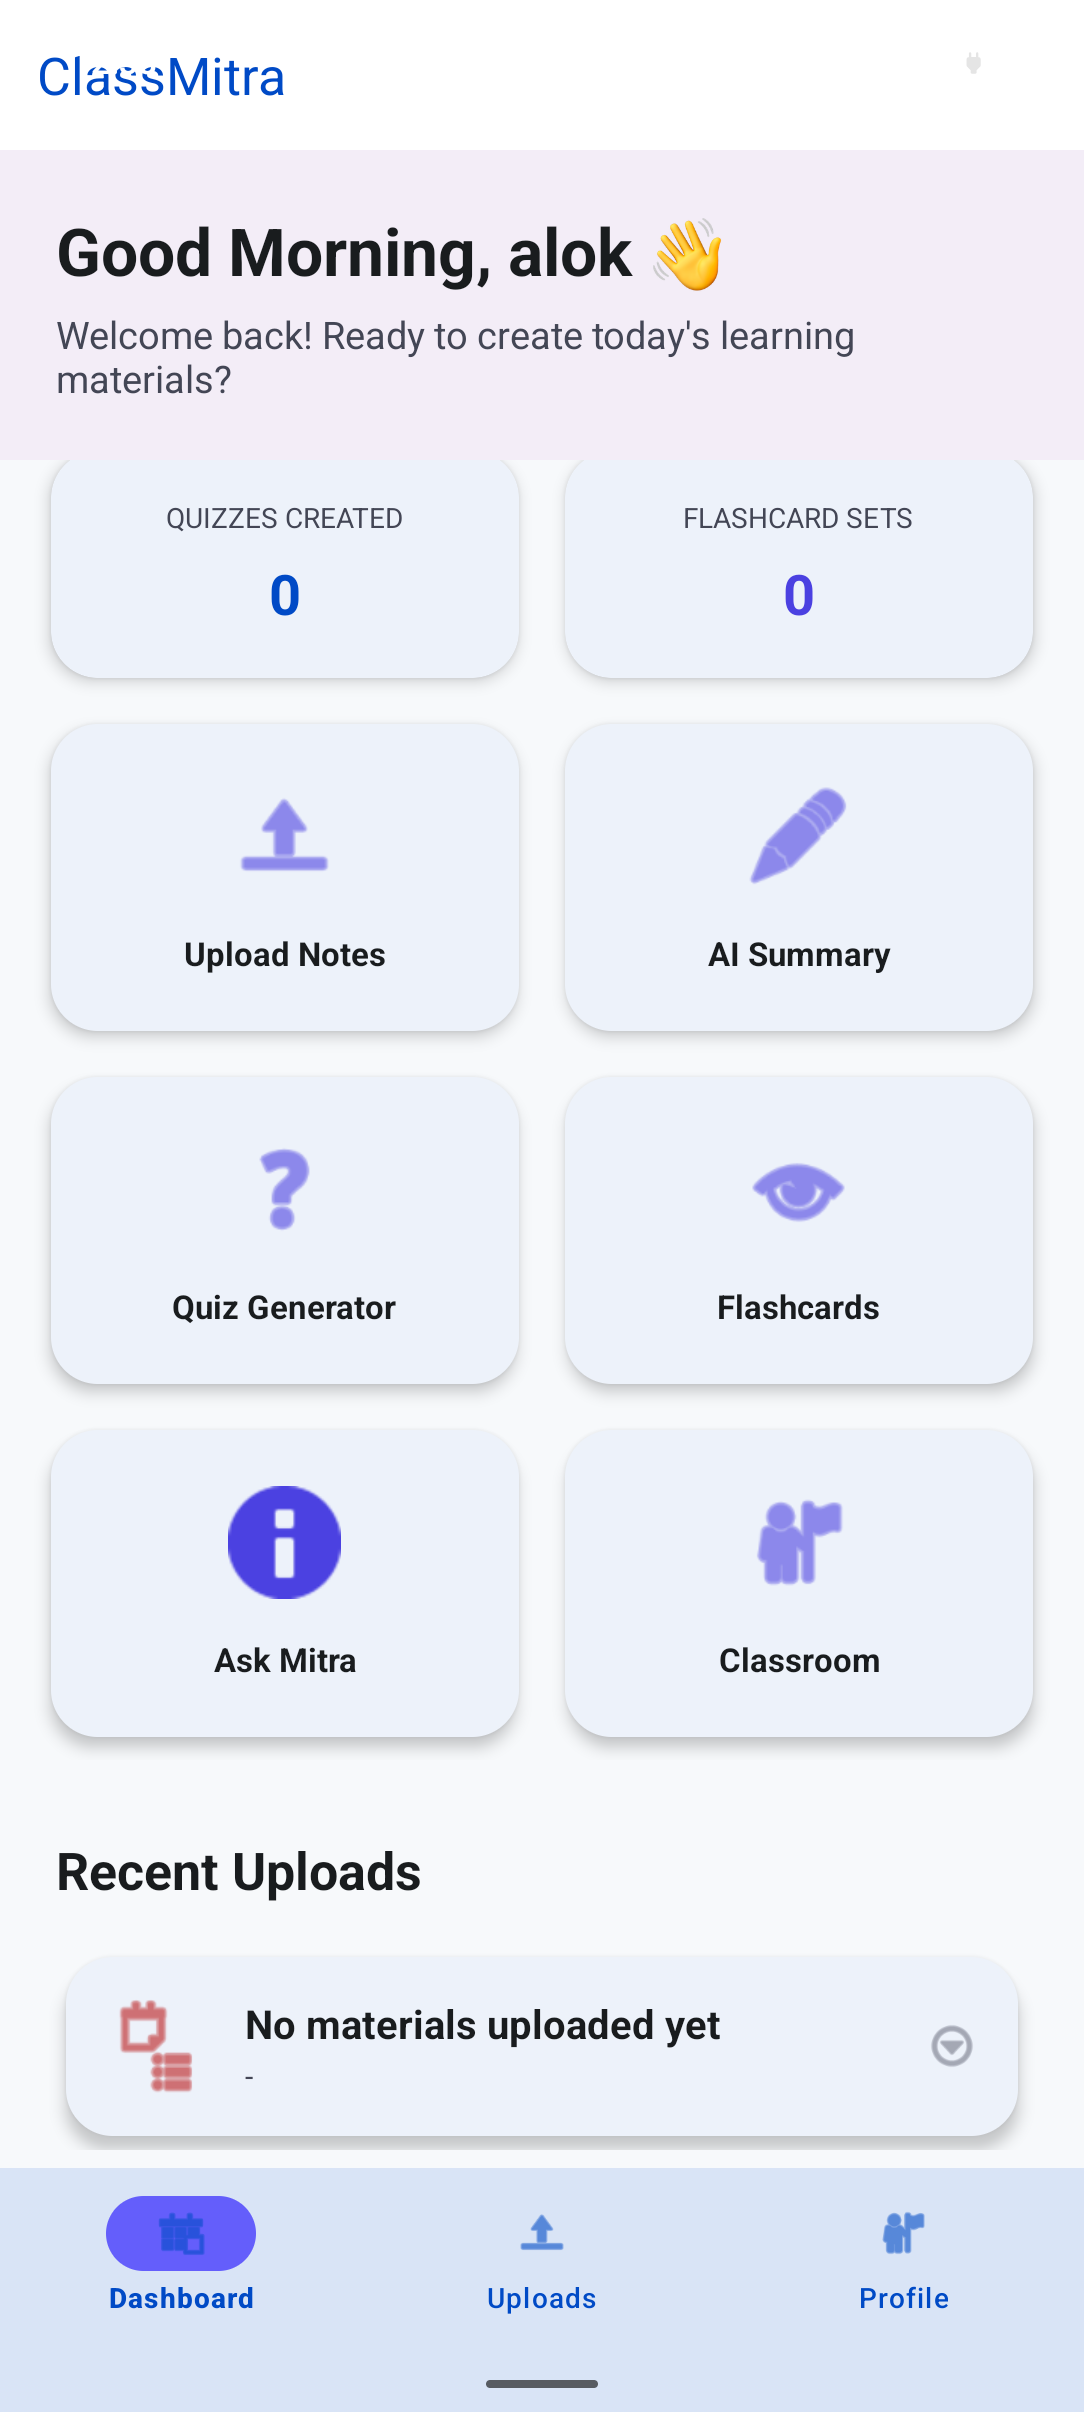 ClassMitra
Good Morning, alok 👋
Welcome back! Ready to create today's learning
materials?
QUIZZES CREATED
FLASHCARD SETS
0
0
Upload Notes
AI Summary
Quiz Generator
Flashcards
Ask Mitra
Classroom
Recent Uploads
No materials uploaded yet
-
Dashboard
Uploads
Profile